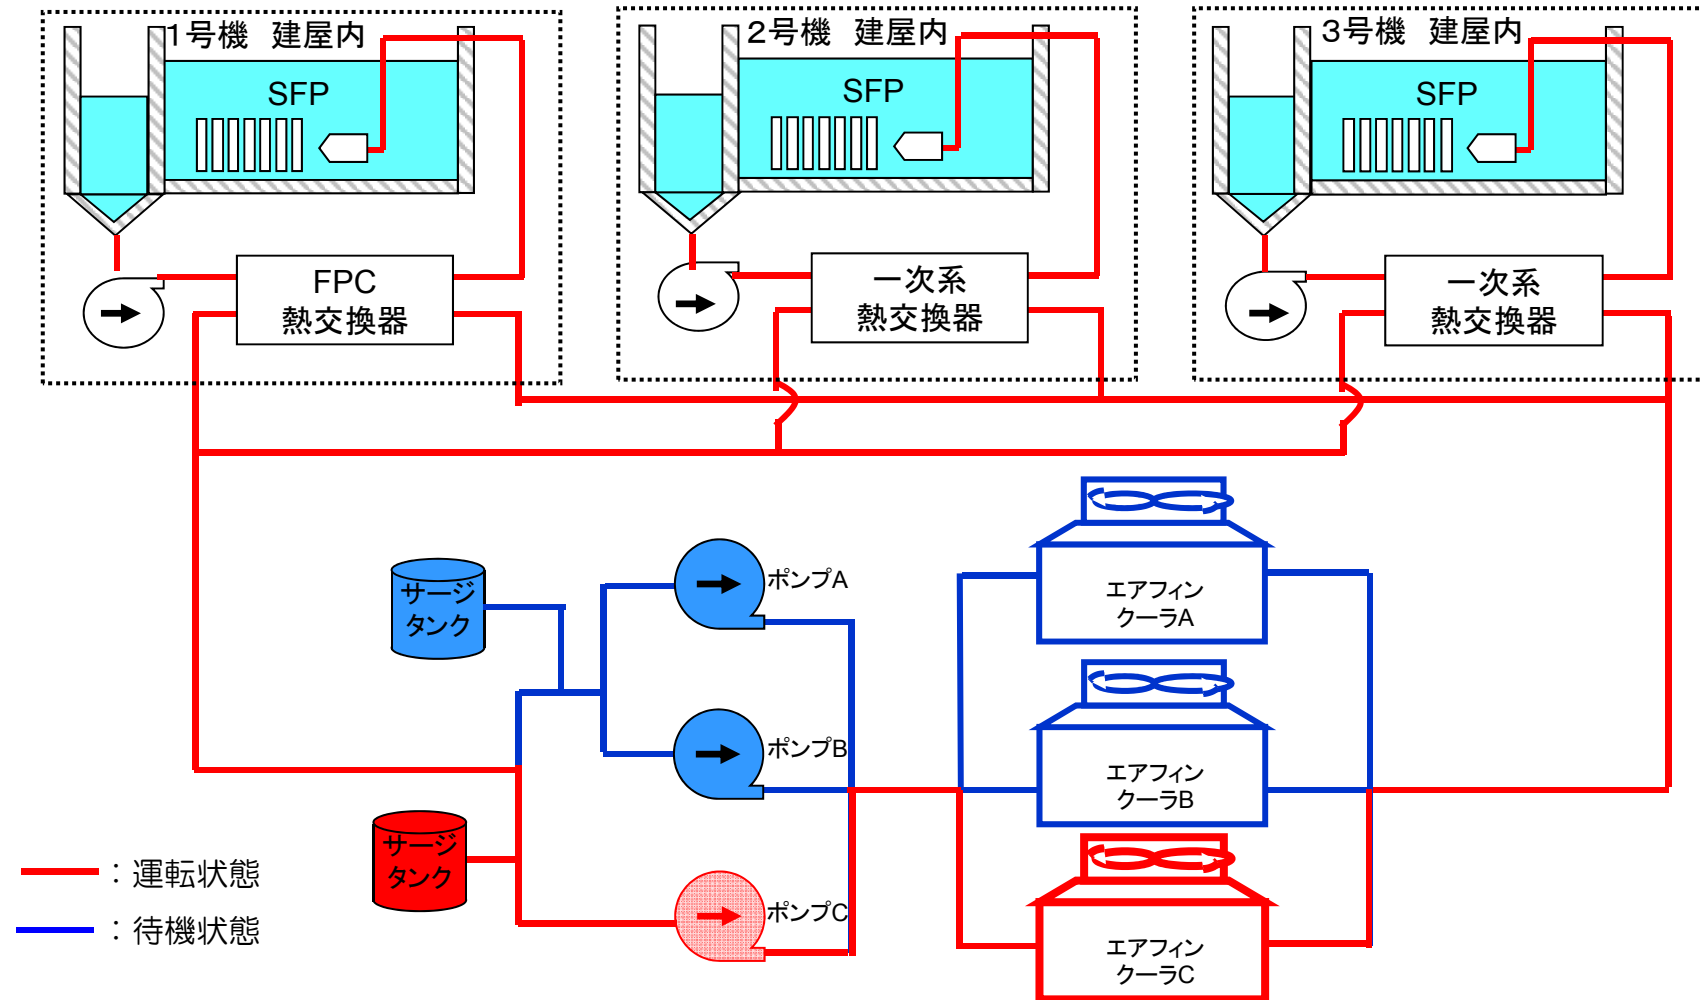 1号機　建屋内
SFP
FPC
熱交換器
2号機　建屋内
SFP
一次系
熱交換器
3号機　建屋内
SFP
一次系
熱交換器
サージ
タンク
ポンプA
ポンプB
サージ
タンク
ポンプC
エアフィン
クーラA
エアフィン
クーラB
エアフィン
クーラC
：運転状態
：待機状態